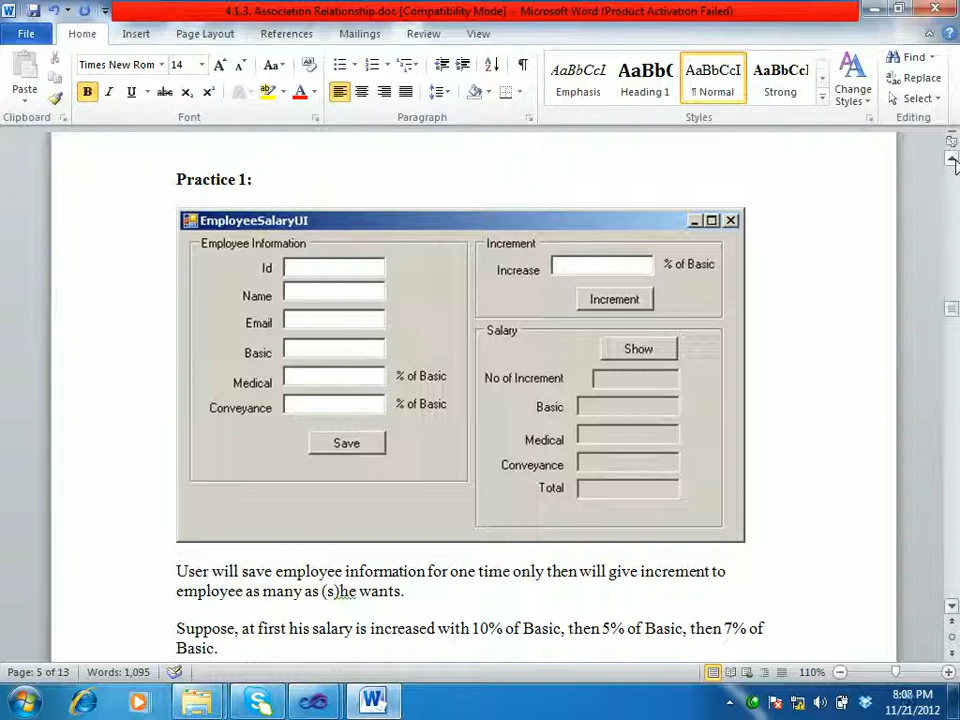 4.1.3. Association Relationship.doc [Compatibility Mode] - Microsoft Word (Product Activation Failed)
File Home Insert Page Layout References Mailings Review View
Paste
Clipboard
Times New Rom 14 Aa
B I U abc x₂ x² A ab A
Font
Paragraph
AaBbCcI AaBbC AaBbCcI AaBbCcl
Emphasis Heading 1 ¶ Normal Strong
Styles
Change Styles
Find
Replace
Select
Editing
Practice 1:
EmployeeSalaryUI
Employee Information
Id
Name
Email
Basic
Medical % of Basic
Conveyance % of Basic
Save
Increment
Increase % of Basic
Increment
Salary
Show
No of Increment
Basic
Medical
Conveyance
Total
User will save employee information for one time only then will give increment to
employee as many as (s)he wants.
Suppose, at first his salary is increased with 10% of Basic, then 5% of Basic, then 7% of
Basic.
Page: 5 of 13 Words: 1,095 110%
8:08 PM
11/21/2012